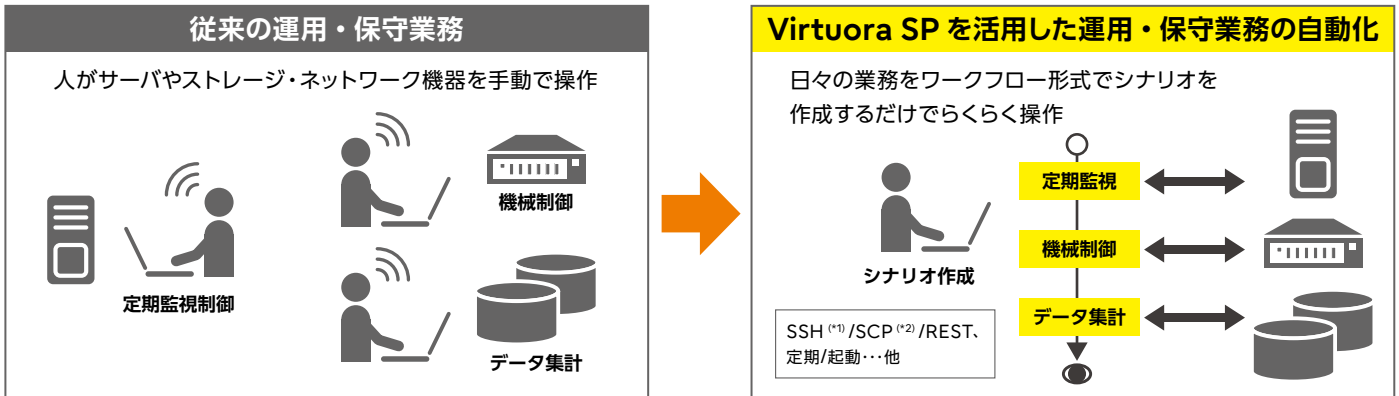 従来の運用・保守業務
人がサーバやストレージ・ネットワーク機器を手動で操作
定期監視制御
機械制御
データ集計
Virtuora SP を活用した運用・保守業務の自動化
日々の業務をワークフロー形式でシナリオを
作成するだけでらくらく操作
シナリオ作成
SSH (*1) /SCP (*2) /REST、
定期/起動･･･他
定期監視
機械制御
データ集計